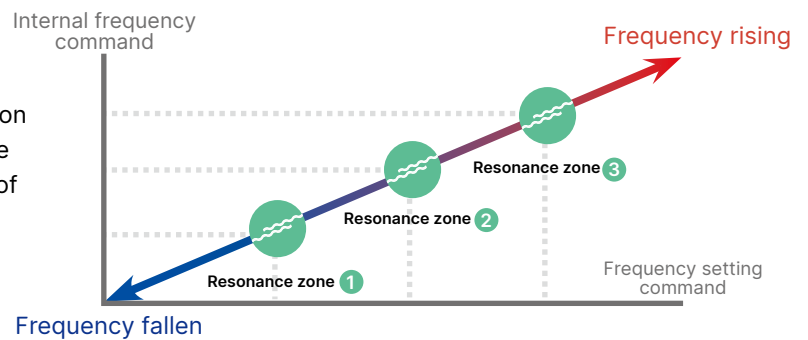 Internal frequency
command
Frequency rising
on
e
of
Resonance zone 3
Resonance zone 2
Resonance zone 1
Frequency setting
command
Frequency fallen